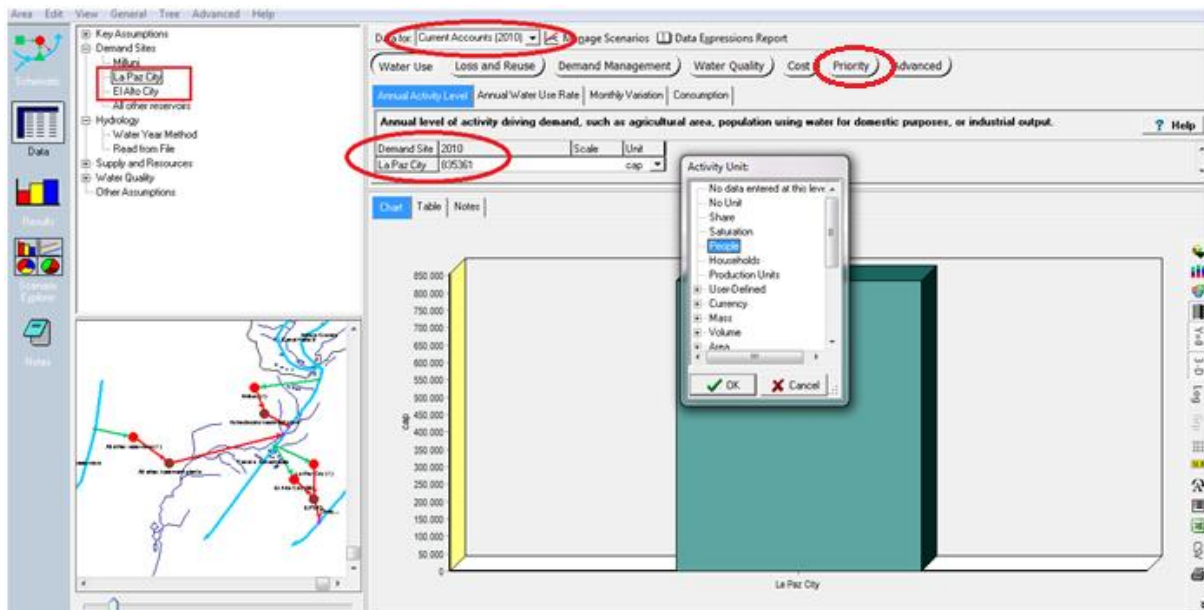 Area Edit View General Tree Advanced Help
Schematic
Data
Results
Scenario
Explorer
Notes
Key Assumptions
Demand Sites
Milluni
La Paz City
El Alto City
All other reservoirs
Hydrology
Water Year Method
Read from File
Supply and Resources
Water Quality
Other Assumptions
Data for: Current Accounts (2010) Manage Scenarios Data Expressions Report
Water Use Loss and Reuse Demand Management Water Quality Cost Priority Advanced
Annual Activity Level Annual Water Use Rate Monthly Variation Consumption
Annual level of activity driving demand, such as agricultural area, population using water for domestic purposes, or industrial output.
? Help
Demand Site 2010 Scale Unit
La Paz City 835361 cap
Chart Table Notes
Activity Unit:
No data entered at this leve
No Unit
Share
Saturation
People
Households
Production Units
User-Defined
Currency
Mass
Volume
Area
OK Cancel
850.000
800.000
750.000
700.000
650.000
600.000
550.000
500.000
450.000
400.000
350.000
300.000
250.000
200.000
150.000
100.000
50.000
0
cap
La Paz City
Y=0
3-D
Log